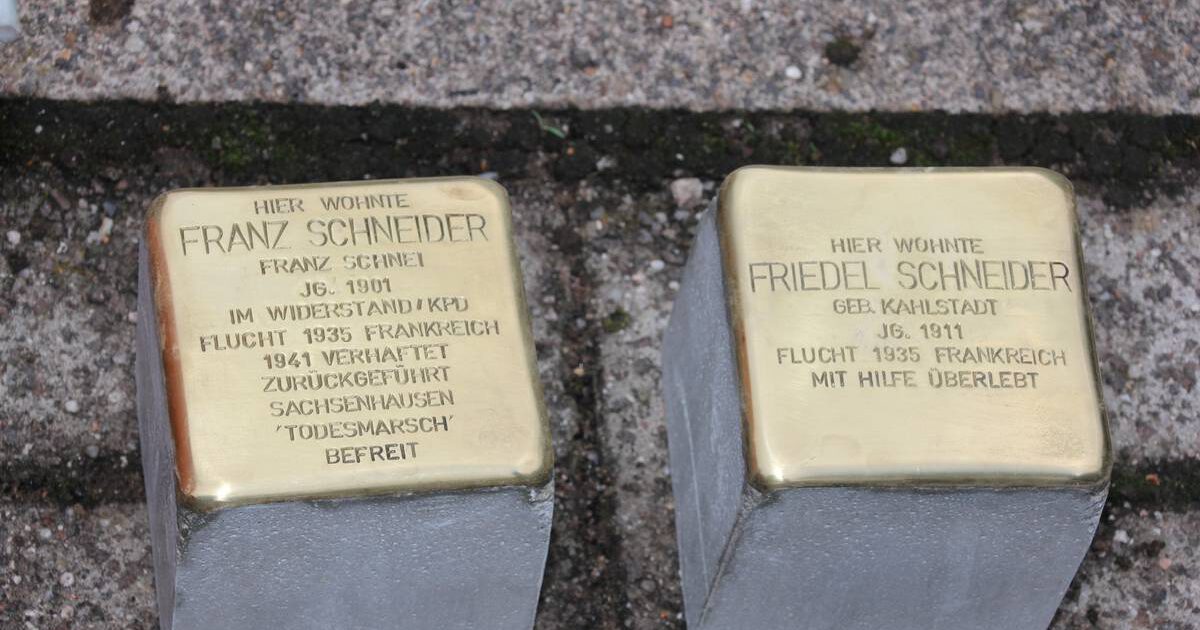 HIER WOHNTE
FRANZ SCHNEIDER
FRANZ SCHNEI
JG. 1901
IM WIDERSTAND/KPD
FLUCHT 1935 FRANKREICH
1941 VERHAFTET
ZURÜCKGEFÜHRT
SACHSENHAUSEN
'TODESMARSCH'
BEFREIT
HIER WOHNTE
FRIEDEL SCHNEIDER
GEB. KAHLSTADT
JG. 1911
FLUCHT 1935 FRANKREICH
MIT HILFE ÜBERLEBT